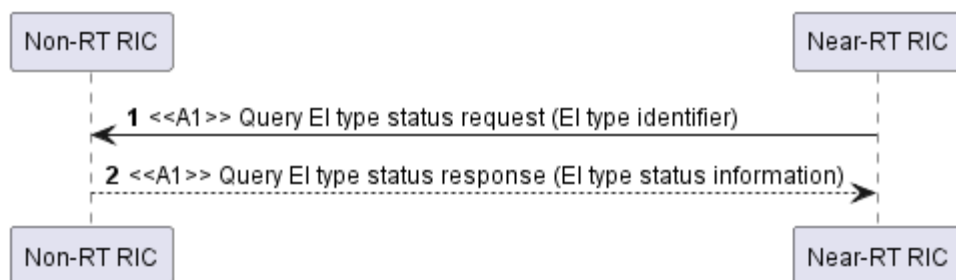 Non-RT RIC
Near-RT RIC
1 <<A1>> Query EI type status request (EI type identifier)
2 <<A1>> Query EI type status response (EI type status information)
Non-RT RIC
Near-RT RIC